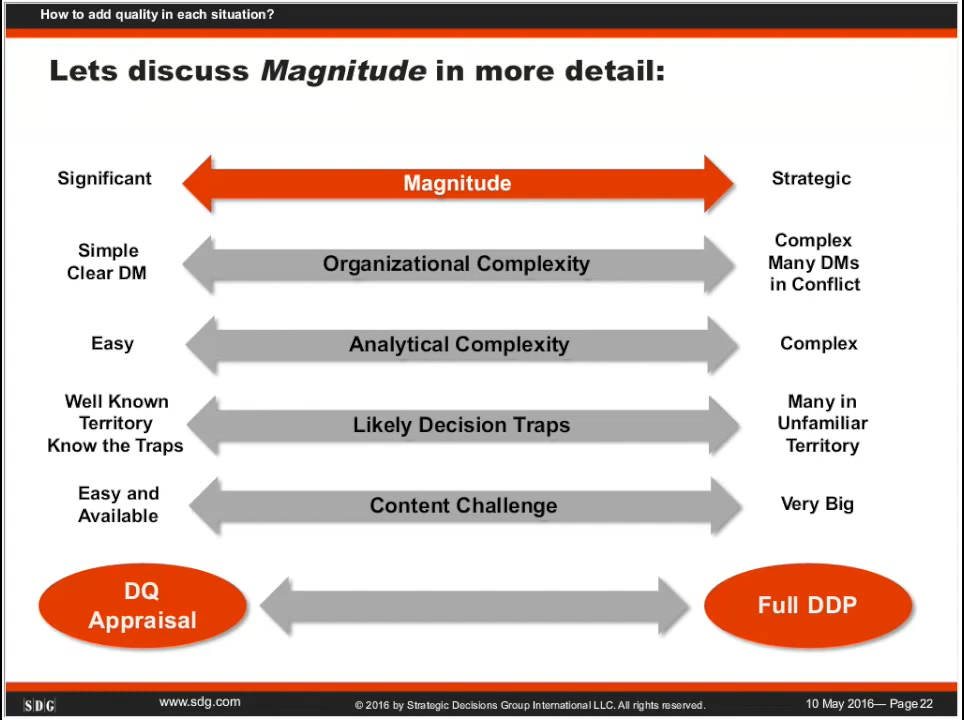 How to add quality in each situation?
Lets discuss Magnitude in more detail:
Significant
Magnitude
Strategic
Simple
Clear DM
Organizational Complexity
Complex
Many DMs
in Conflict
Easy
Analytical Complexity
Complex
Well Known
Territory
Know the Traps
Likely Decision Traps
Many in
Unfamiliar
Territory
Easy and
Available
Content Challenge
Very Big
DQ
Appraisal
Full DDP
SDG
www.sdg.com
© 2016 by Strategic Decisions Group International LLC. All rights reserved.
10 May 2016— Page 22